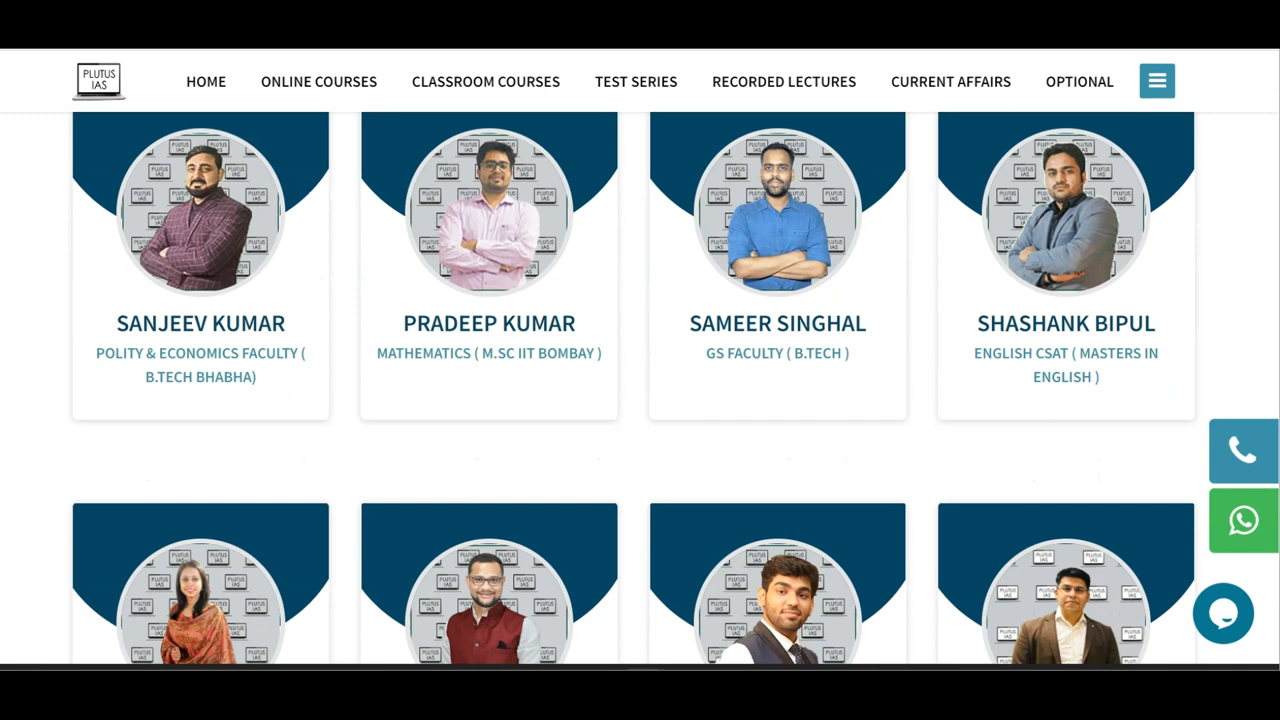 PLUTUS
IAS
HOME
ONLINE COURSES
CLASSROOM COURSES
TEST SERIES
RECORDED LECTURES
CURRENT AFFAIRS
OPTIONAL
SANJEEV KUMAR
POLITY & ECONOMICS FACULTY (
B.TECH BHABHA)
PRADEEP KUMAR
MATHEMATICS ( M.SC IIT BOMBAY )
SAMEER SINGHAL
GS FACULTY ( B.TECH )
SHASHANK BIPUL
ENGLISH CSAT ( MASTERS IN
ENGLISH )